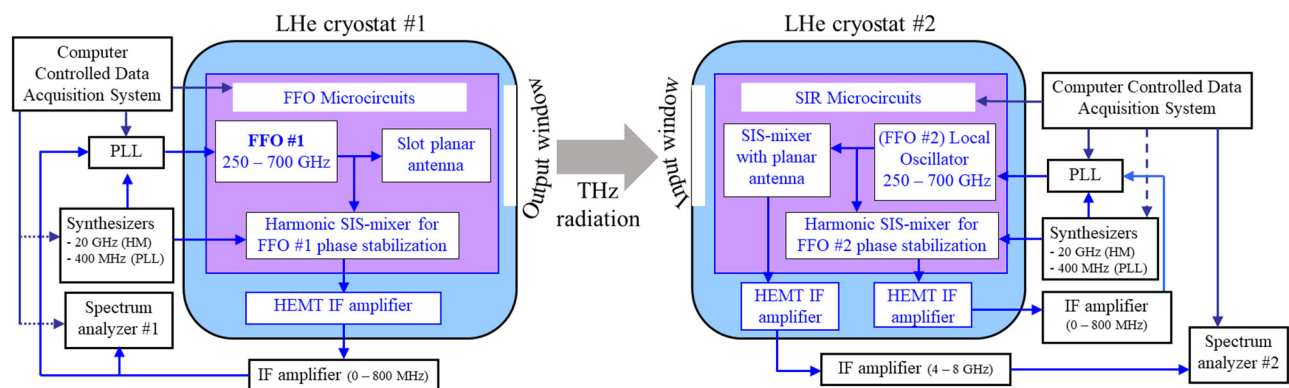 LHe cryostat #1
Computer
Controlled Data
Acquisition System
FFO Microcircuits
FFO #1
250 – 700 GHz
Slot planar
antenna
PLL
Harmonic SIS-mixer for
FFO #1 phase stabilization
Synthesizers
- 20 GHz (HM)
- 400 MHz (PLL)
HEMT IF amplifier
Spectrum
analyzer #1
IF amplifier (0 – 800 MHz)
Output window
THz
radiation
Input window
LHe cryostat #2
SIR Microcircuits
Computer Controlled Data
Acquisition System
SIS-mixer
with planar
antenna
(FFO #2) Local
Oscillator
250 – 700 GHz
PLL
Harmonic SIS-mixer for
FFO #2 phase stabilization
Synthesizers
- 20 GHz (HM)
- 400 MHz (PLL)
HEMT IF
amplifier
HEMT IF
amplifier
IF amplifier
(0 – 800 MHz)
IF amplifier (4 – 8 GHz)
Spectrum
analyzer #2